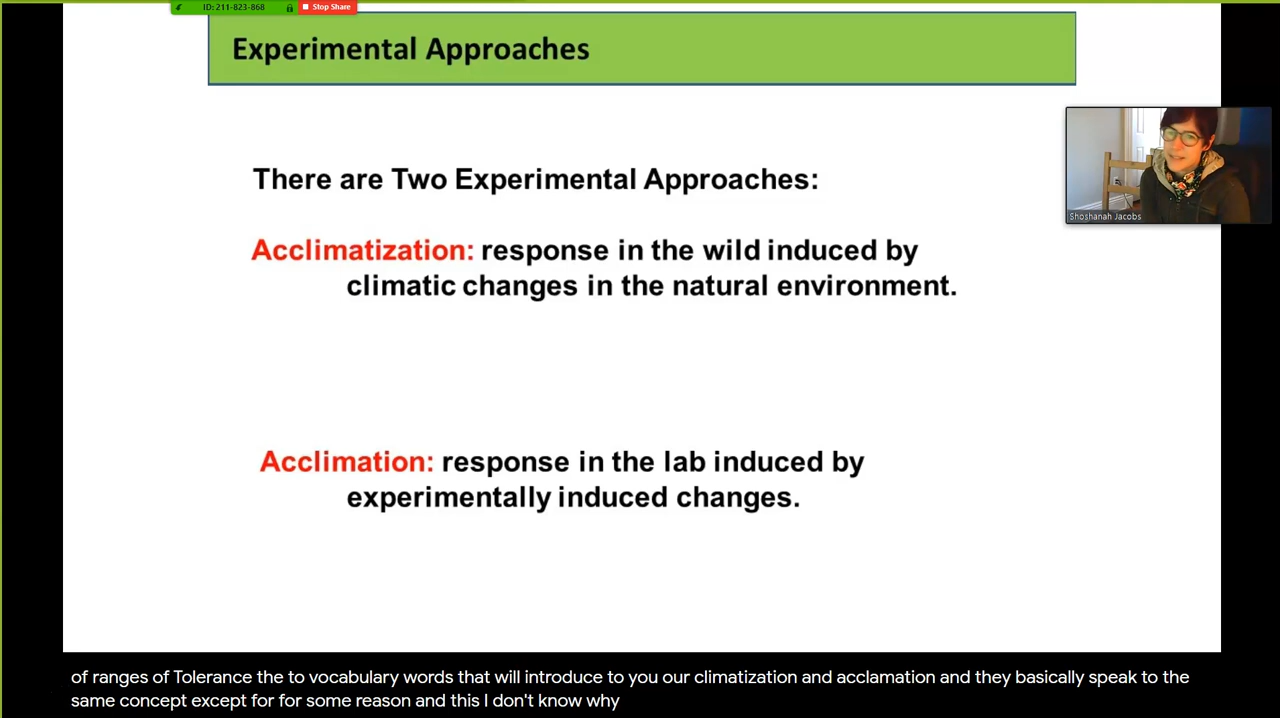 ID: 211-823-868
Stop Share
Experimental Approaches
There are Two Experimental Approaches:
Acclimatization: response in the wild induced by
climatic changes in the natural environment.
Shoshanah Jacobs
Acclimation: response in the lab induced by
experimentally induced changes.
of ranges of Tolerance the to vocabulary words that will introduce to you our climatization and acclamation and they basically speak to the
same concept except for for some reason and this I don't know why